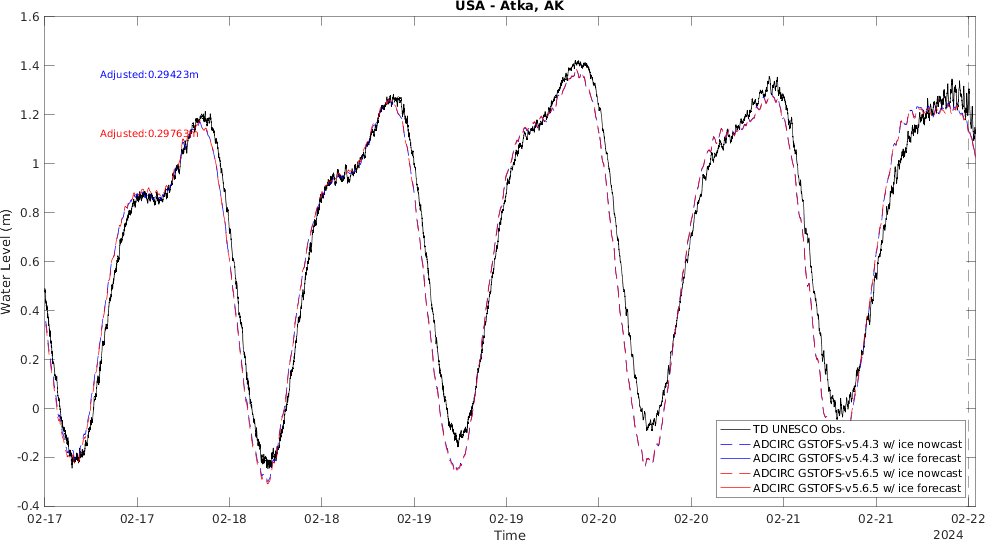 USA - Atka, AK
1.6
1.4
1.2
1
0.8
0.6
0.4
0.2
0
-0.2
-0.4
Water Level (m)
Adjusted:0.29423m
Adjusted:0.29763m
TD UNESCO Obs.
ADCIRC GSTOFS-v5.4.3 w/ ice nowcast
ADCIRC GSTOFS-v5.4.3 w/ ice forecast
ADCIRC GSTOFS-v5.6.5 w/ ice nowcast
ADCIRC GSTOFS-v5.6.5 w/ ice forecast
02-17 02-17 02-18 02-18 02-19 02-19 02-20 02-20 02-21 02-21 02-22
Time
2024